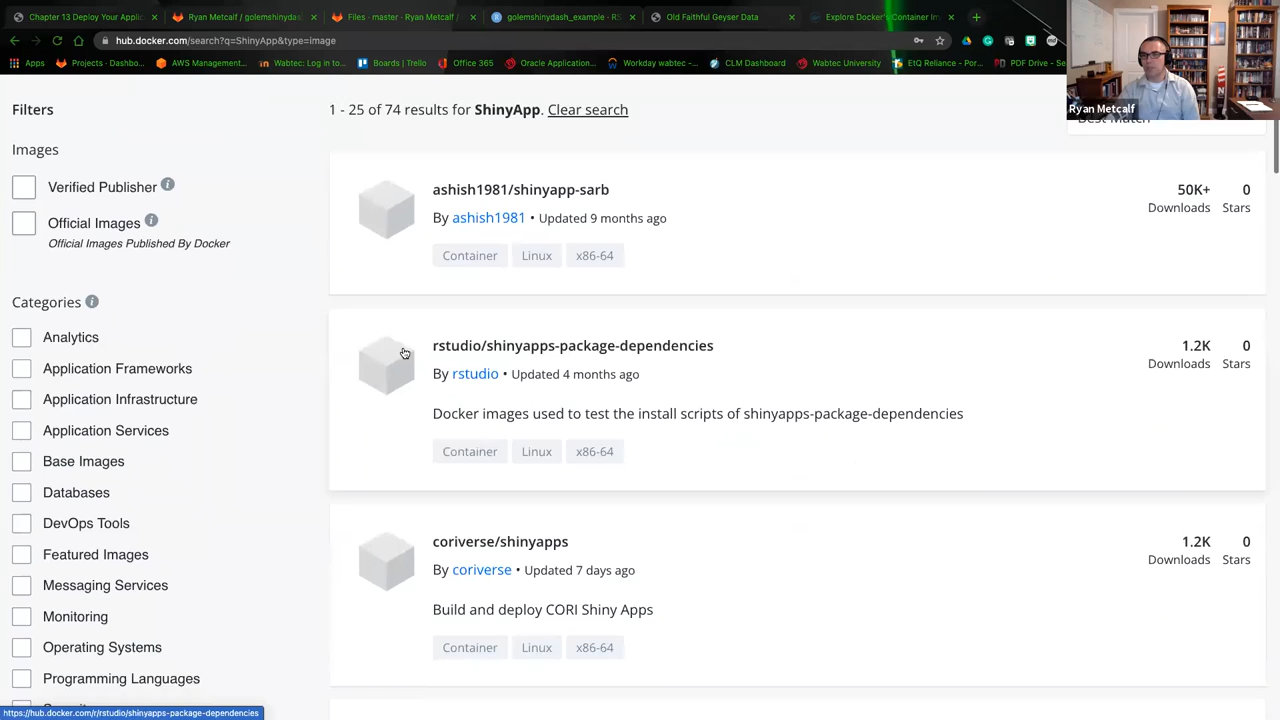 Chapter 13 Deploy Your Applic
Ryan Metcalf / golemshinydash
Files · master · Ryan Metcalf /
golemshinydash_example - RS
Old Faithful Geyser Data
Explore Docker's Container Im
hub.docker.com/search?q=ShinyApp&type=image
Apps
Projects · Dashbo...
AWS Management...
Wabtec: Log in to...
Boards | Trello
Office 365
Oracle Application...
Workday wabtec -...
CLM Dashboard
Wabtec University
EtQ Reliance - Por...
PDF Drive - Se
Ryan Metcalf
Filters
1 - 25 of 74 results for ShinyApp. Clear search
Best Match
Images
Verified Publisher
Official Images
Official Images Published By Docker
Categories
Analytics
Application Frameworks
Application Infrastructure
Application Services
Base Images
Databases
DevOps Tools
Featured Images
Messaging Services
Monitoring
Operating Systems
Programming Languages
ashish1981/shinyapp-sarb
By ashish1981 • Updated 9 months ago
Container Linux x86-64
50K+ 0
Downloads Stars
rstudio/shinyapps-package-dependencies
By rstudio • Updated 4 months ago
Docker images used to test the install scripts of shinyapps-package-dependencies
Container Linux x86-64
1.2K 0
Downloads Stars
coriverse/shinyapps
By coriverse • Updated 7 days ago
Build and deploy CORI Shiny Apps
Container Linux x86-64
1.2K 0
Downloads Stars
https://hub.docker.com/r/rstudio/shinyapps-package-dependencies